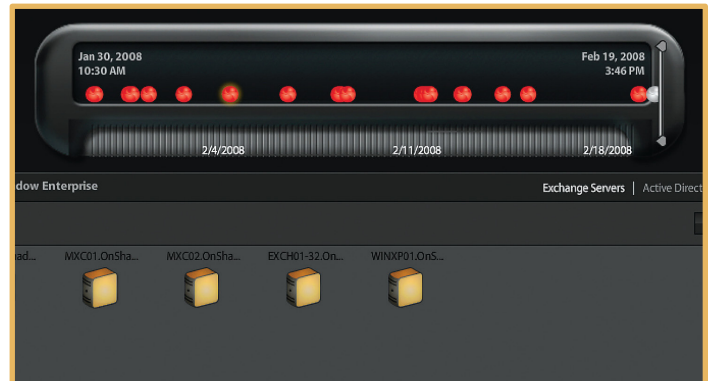 Jan 30, 2008
10:30 AM
Feb 19, 2008
3:46 PM
2/4/2008
2/11/2008
2/18/2008
dow Enterprise
Exchange Servers | Active Direct
ad...
MXC01.OnSha...
MXC02.OnSha...
EXCH01-32.On...
WINXP01.OnS...